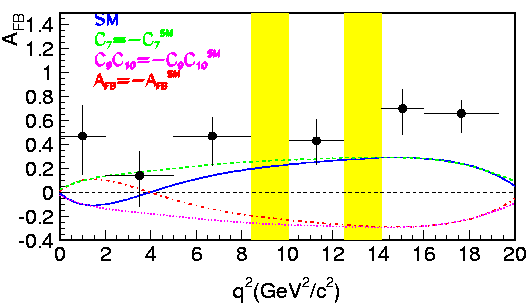 A_FB
1.4
1.2
1
0.8
0.6
0.4
0.2
0
-0.2
-0.4
SM
C₇=-C₇^SM
C₉C₁₀=-C₉C₁₀^SM
A_FB=-A_FB^SM
0 2 4 6 8 10 12 14 16 18 20
q²(GeV²/c²)